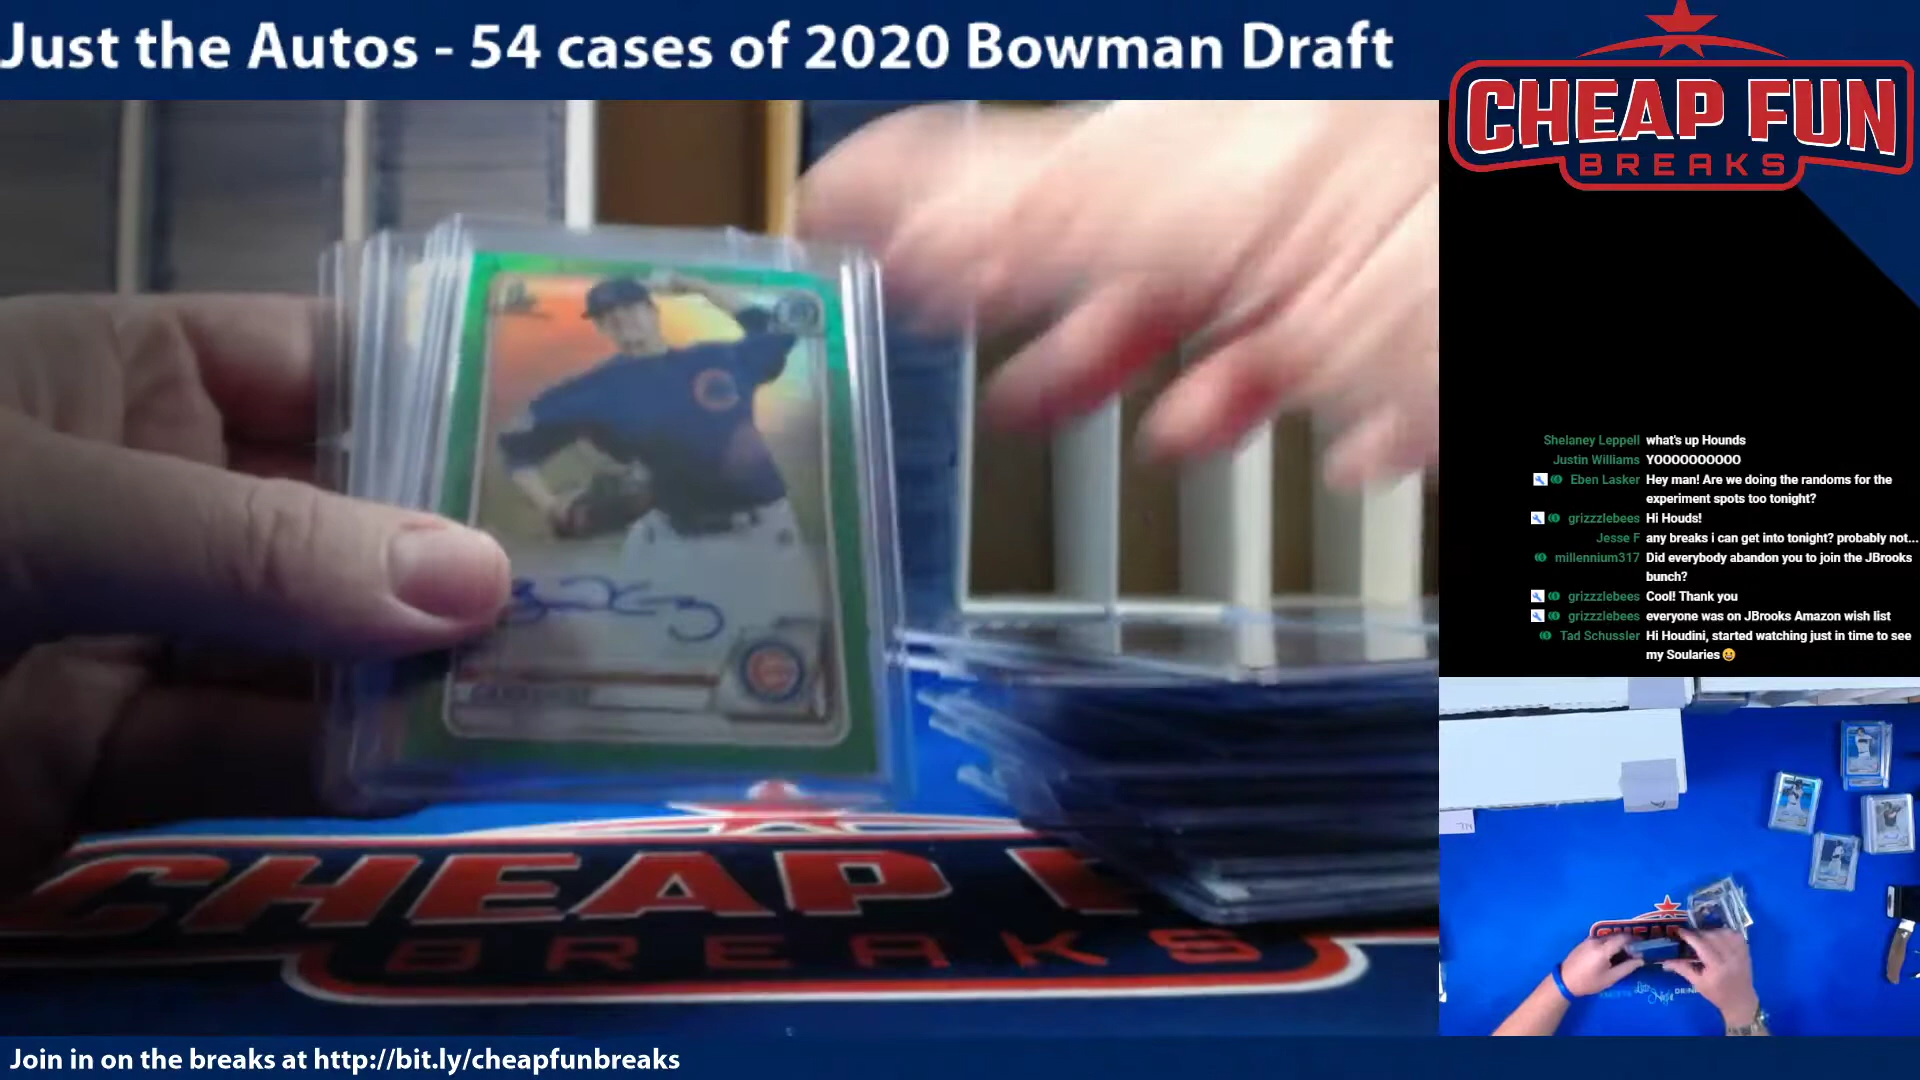 Just the Autos - 54 cases of 2020 Bowman Draft
CHEAP FUN
BREAKS
Shelaney Leppell what's up Hounds
Justin Williams YOOOOOOOOOO
Eben Lasker Hey man! Are we doing the randoms for the
experiment spots too tonight?
grizzzlebees Hi Houds!
Jesse F any breaks i can get into tonight? probably not...
millennium317 Did everybody abandon you to join the JBrooks
bunch?
grizzzlebees Cool! Thank you
grizzzlebees everyone was on JBrooks Amazon wish list
Tad Schussler Hi Houdini, started watching just in time to see
my Soularies
C
CHEAP
BREAKS
Join in on the breaks at http://bit.ly/cheapfunbreaks